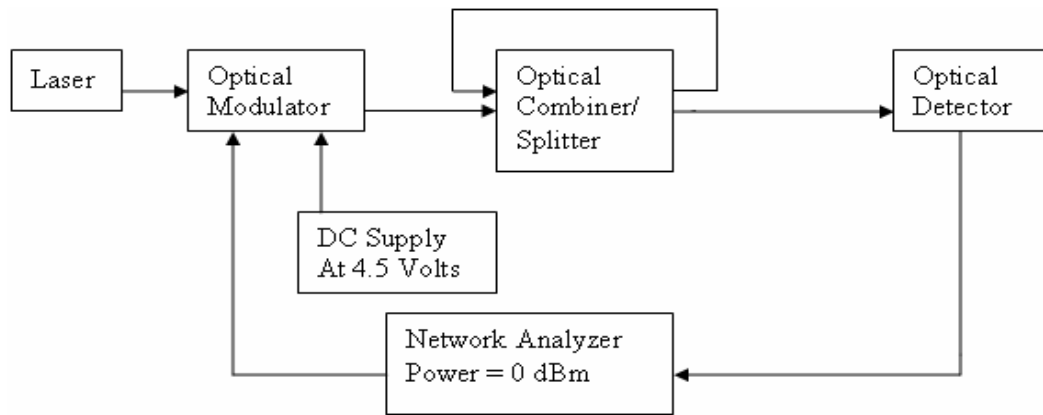 Laser
Optical
Modulator
Optical
Combiner/
Splitter
Optical
Detector
DC Supply
At 4.5 Volts
Network Analyzer
Power = 0 dBm